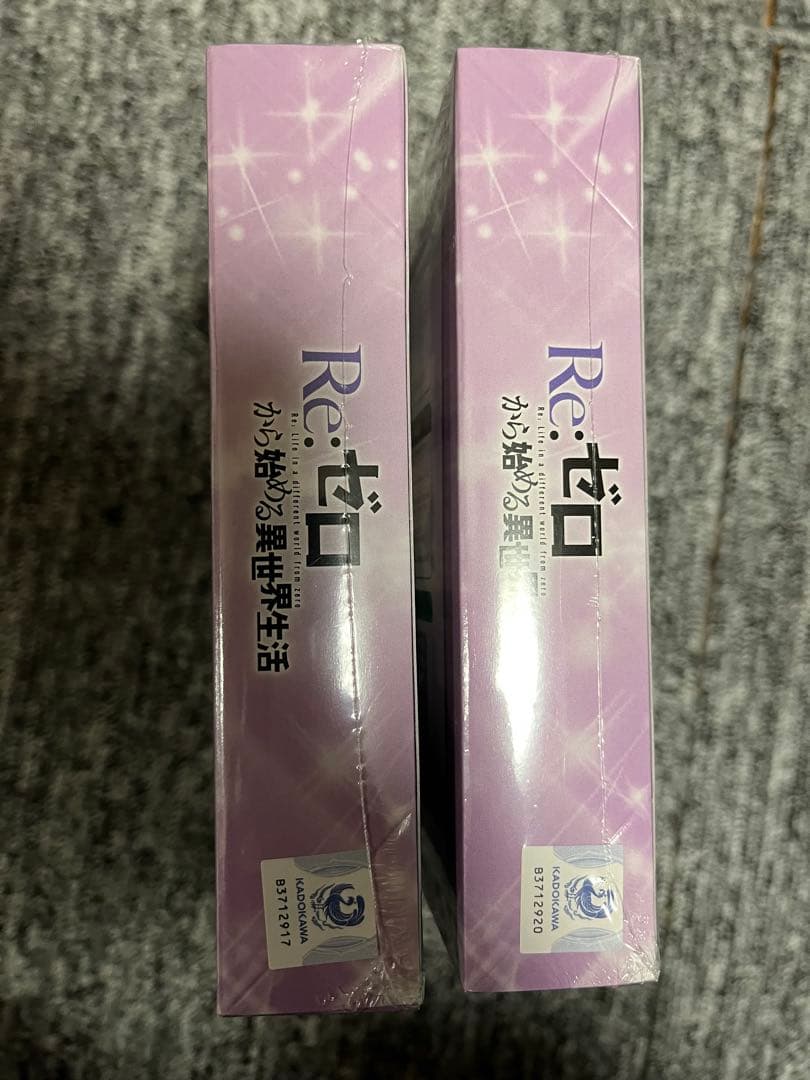 Re:ゼロ
Re: Life in a different world from zero
から始める異世界生活
KADOKAWA
B3712917
Re:ゼロ
Re: Life in a different world from zero
から始める異世
KADOKAWA
B3712920